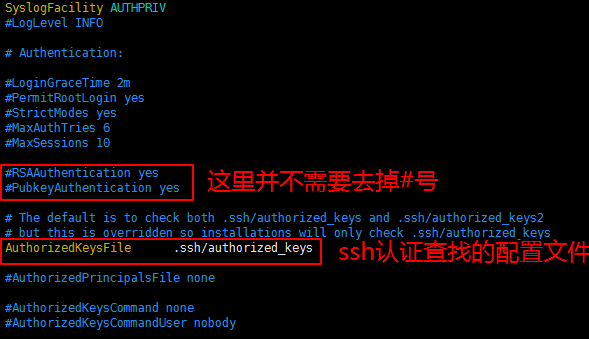 SyslogFacility AUTHPRIV
#LogLevel INFO
# Authentication:
#LoginGraceTime 2m
#PermitRootLogin yes
#StrictModes yes
#MaxAuthTries 6
#MaxSessions 10
#RSAAuthentication yes
#PubkeyAuthentication yes
这里并不需要去掉#号
# The default is to check both .ssh/authorized_keys and .ssh/authorized_keys2
# but this is overridden so installations will only check .ssh/authorized_keys
AuthorizedKeysFile .ssh/authorized_keys
ssh认证查找的配置文件
#AuthorizedPrincipalsFile none
#AuthorizedKeysCommand none
#AuthorizedKeysCommandUser nobody